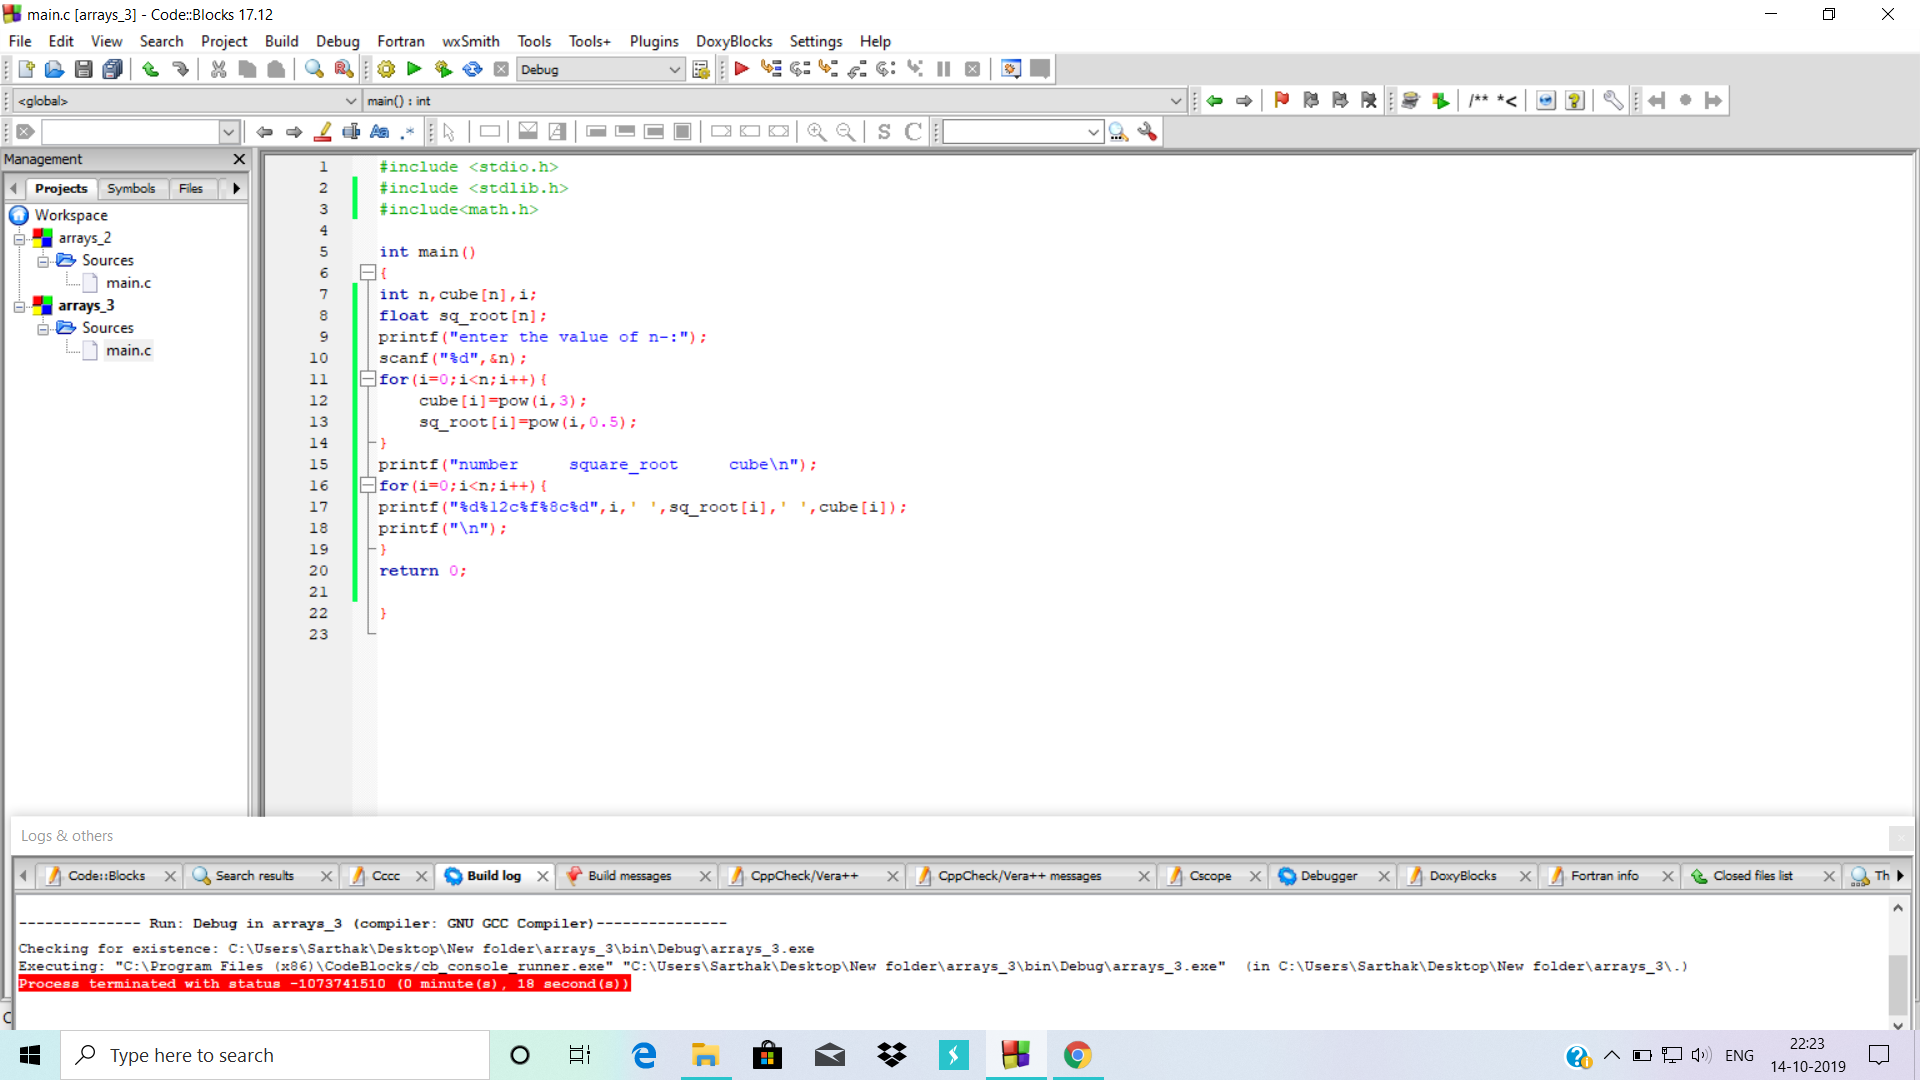 main.c [arrays_3] - Code::Blocks 17.12
File Edit View Search Project Build Debug Fortran wxSmith Tools Tools+ Plugins DoxyBlocks Settings Help
Debug
<global> main() : int /** *<
Aa .* S C
Management
Projects Symbols Files
Workspace
arrays_2
Sources
main.c
arrays_3
Sources
main.c
1 #include <stdio.h>
2 #include <stdlib.h>
3 #include<math.h>
4
5 int main()
6 {
7 int n,cube[n],i;
8 float sq_root[n];
9 printf("enter the value of n-:");
10 scanf("%d",&n);
11 for(i=0;i<n;i++){
12 cube[i]=pow(i,3);
13 sq_root[i]=pow(i,0.5);
14 }
15 printf("number     square_root     cube\n");
16 for(i=0;i<n;i++){
17 printf("%d%12c%f%8c%d",i,' ',sq_root[i],' ',cube[i]);
18 printf("\n");
19 }
20 return 0;
21
22 }
23
Logs & others
Code::Blocks Search results Cccc Build log Build messages CppCheck/Vera++ CppCheck/Vera++ messages Cscope Debugger DoxyBlocks Fortran info Closed files list Th
-------------- Run: Debug in arrays_3 (compiler: GNU GCC Compiler)---------------
Checking for existence: C:\Users\Sarthak\Desktop\New folder\arrays_3\bin\Debug\arrays_3.exe
Executing: "C:\Program Files (x86)\CodeBlocks/cb_console_runner.exe" "C:\Users\Sarthak\Desktop\New folder\arrays_3\bin\Debug\arrays_3.exe"  (in C:\Users\Sarthak\Desktop\New folder\arrays_3\.)
Process terminated with status -1073741510 (0 minute(s), 18 second(s))
Type here to search
ENG
22:23
14-10-2019